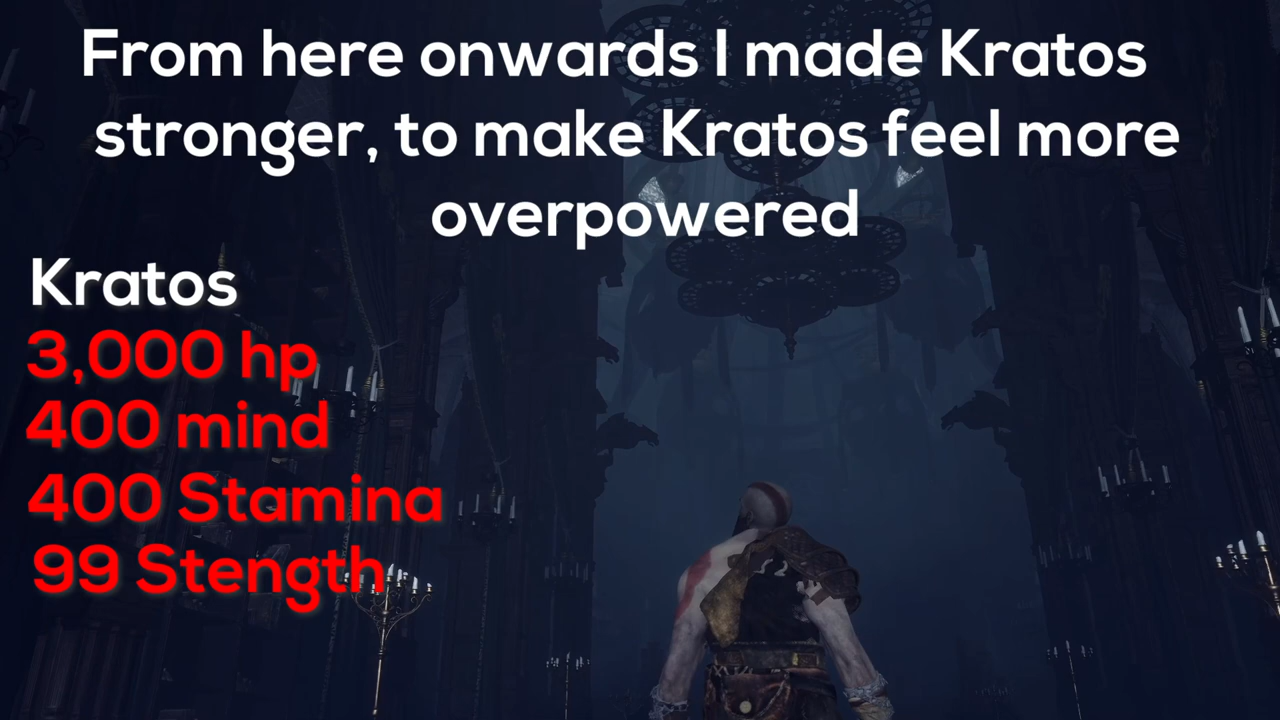 From here onwards I made Kratos
stronger, to make Kratos feel more
overpowered
Kratos
3,000 hp
400 mind
400 Stamina
99 Stength